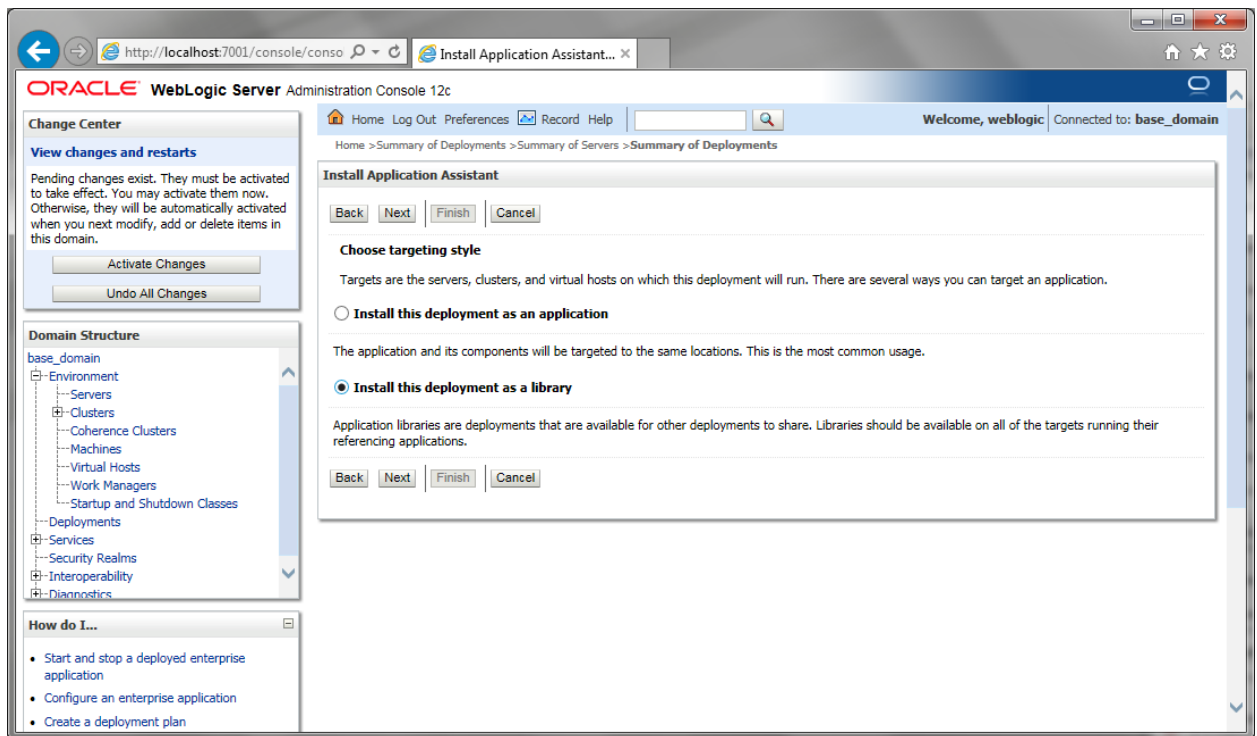 http://localhost:7001/console/conso
Install Application Assistant...
ORACLE WebLogic Server Administration Console 12c
Change Center
View changes and restarts
Pending changes exist. They must be activated
to take effect. You may activate them now.
Otherwise, they will be automatically activated
when you next modify, add or delete items in
this domain.
Activate Changes
Undo All Changes
Domain Structure
base_domain
Environment
Servers
Clusters
Coherence Clusters
Machines
Virtual Hosts
Work Managers
Startup and Shutdown Classes
Deployments
Services
Security Realms
Interoperability
Diagnostics
How do I...
• Start and stop a deployed enterprise
application
• Configure an enterprise application
• Create a deployment plan
Home Log Out Preferences Record Help
Welcome, weblogic Connected to: base_domain
Home >Summary of Deployments >Summary of Servers >Summary of Deployments
Install Application Assistant
Back Next Finish Cancel
Choose targeting style
Targets are the servers, clusters, and virtual hosts on which this deployment will run. There are several ways you can target an application.
Install this deployment as an application
The application and its components will be targeted to the same locations. This is the most common usage.
Install this deployment as a library
Application libraries are deployments that are available for other deployments to share. Libraries should be available on all of the targets running their
referencing applications.
Back Next Finish Cancel